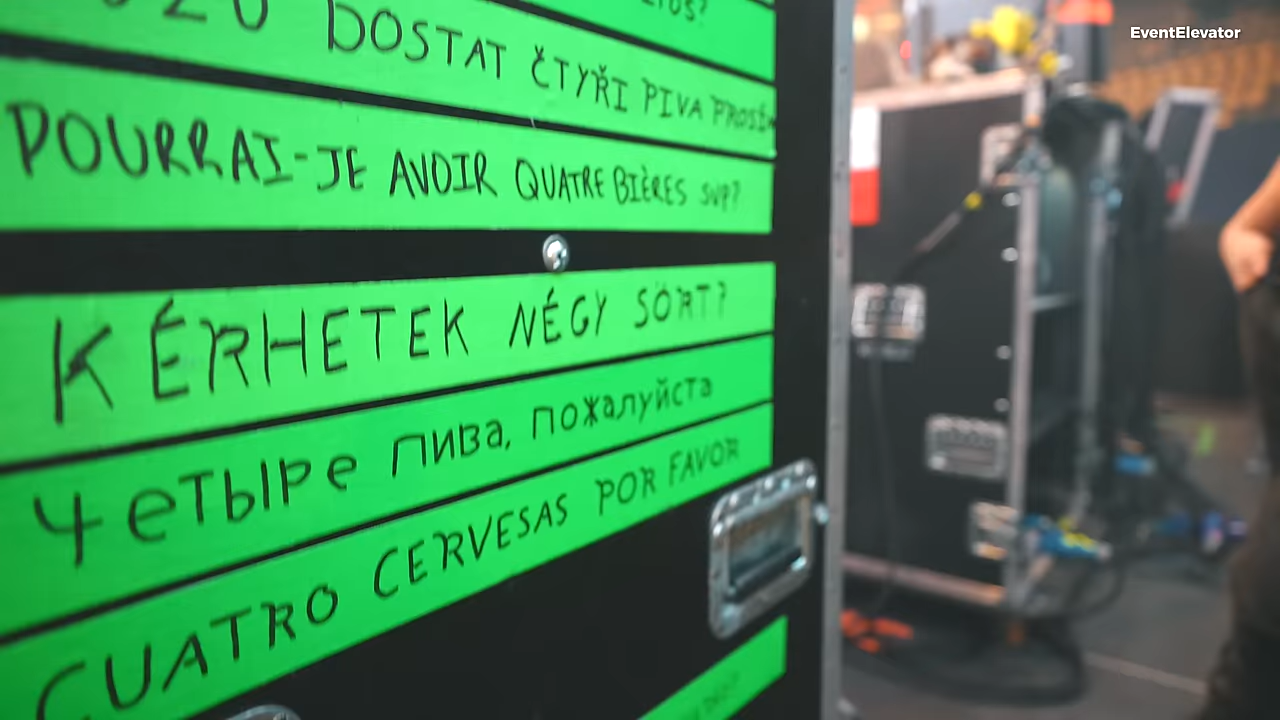 EventElevator
DOSTAT ČTYŘI PIVA PROSÍM
POURRAI-JE AVOIR QUATRE BIÈRES SVP?
KÉRHETEK NÉGY SÖRT?
Четыре пива, пожалуйста
CUATRO CERVESAS POR FAVOR